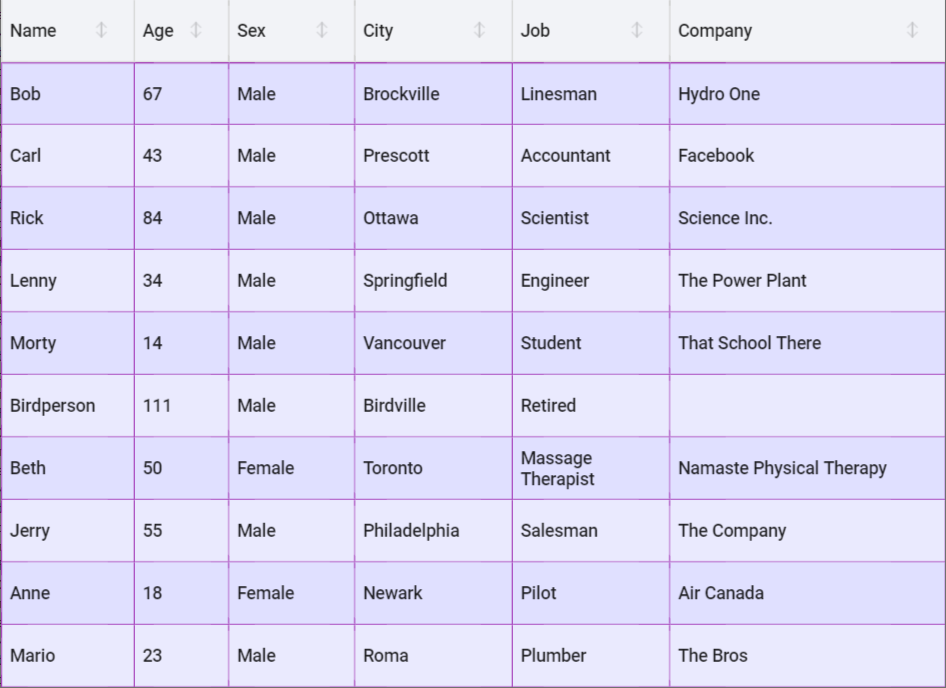 Name Age Sex City Job Company
Bob 67 Male Brockville Linesman Hydro One
Carl 43 Male Prescott Accountant Facebook
Rick 84 Male Ottawa Scientist Science Inc.
Lenny 34 Male Springfield Engineer The Power Plant
Morty 14 Male Vancouver Student That School There
Birdperson 111 Male Birdville Retired
Beth 50 Female Toronto Massage Therapist Namaste Physical Therapy
Jerry 55 Male Philadelphia Salesman The Company
Anne 18 Female Newark Pilot Air Canada
Mario 23 Male Roma Plumber The Bros